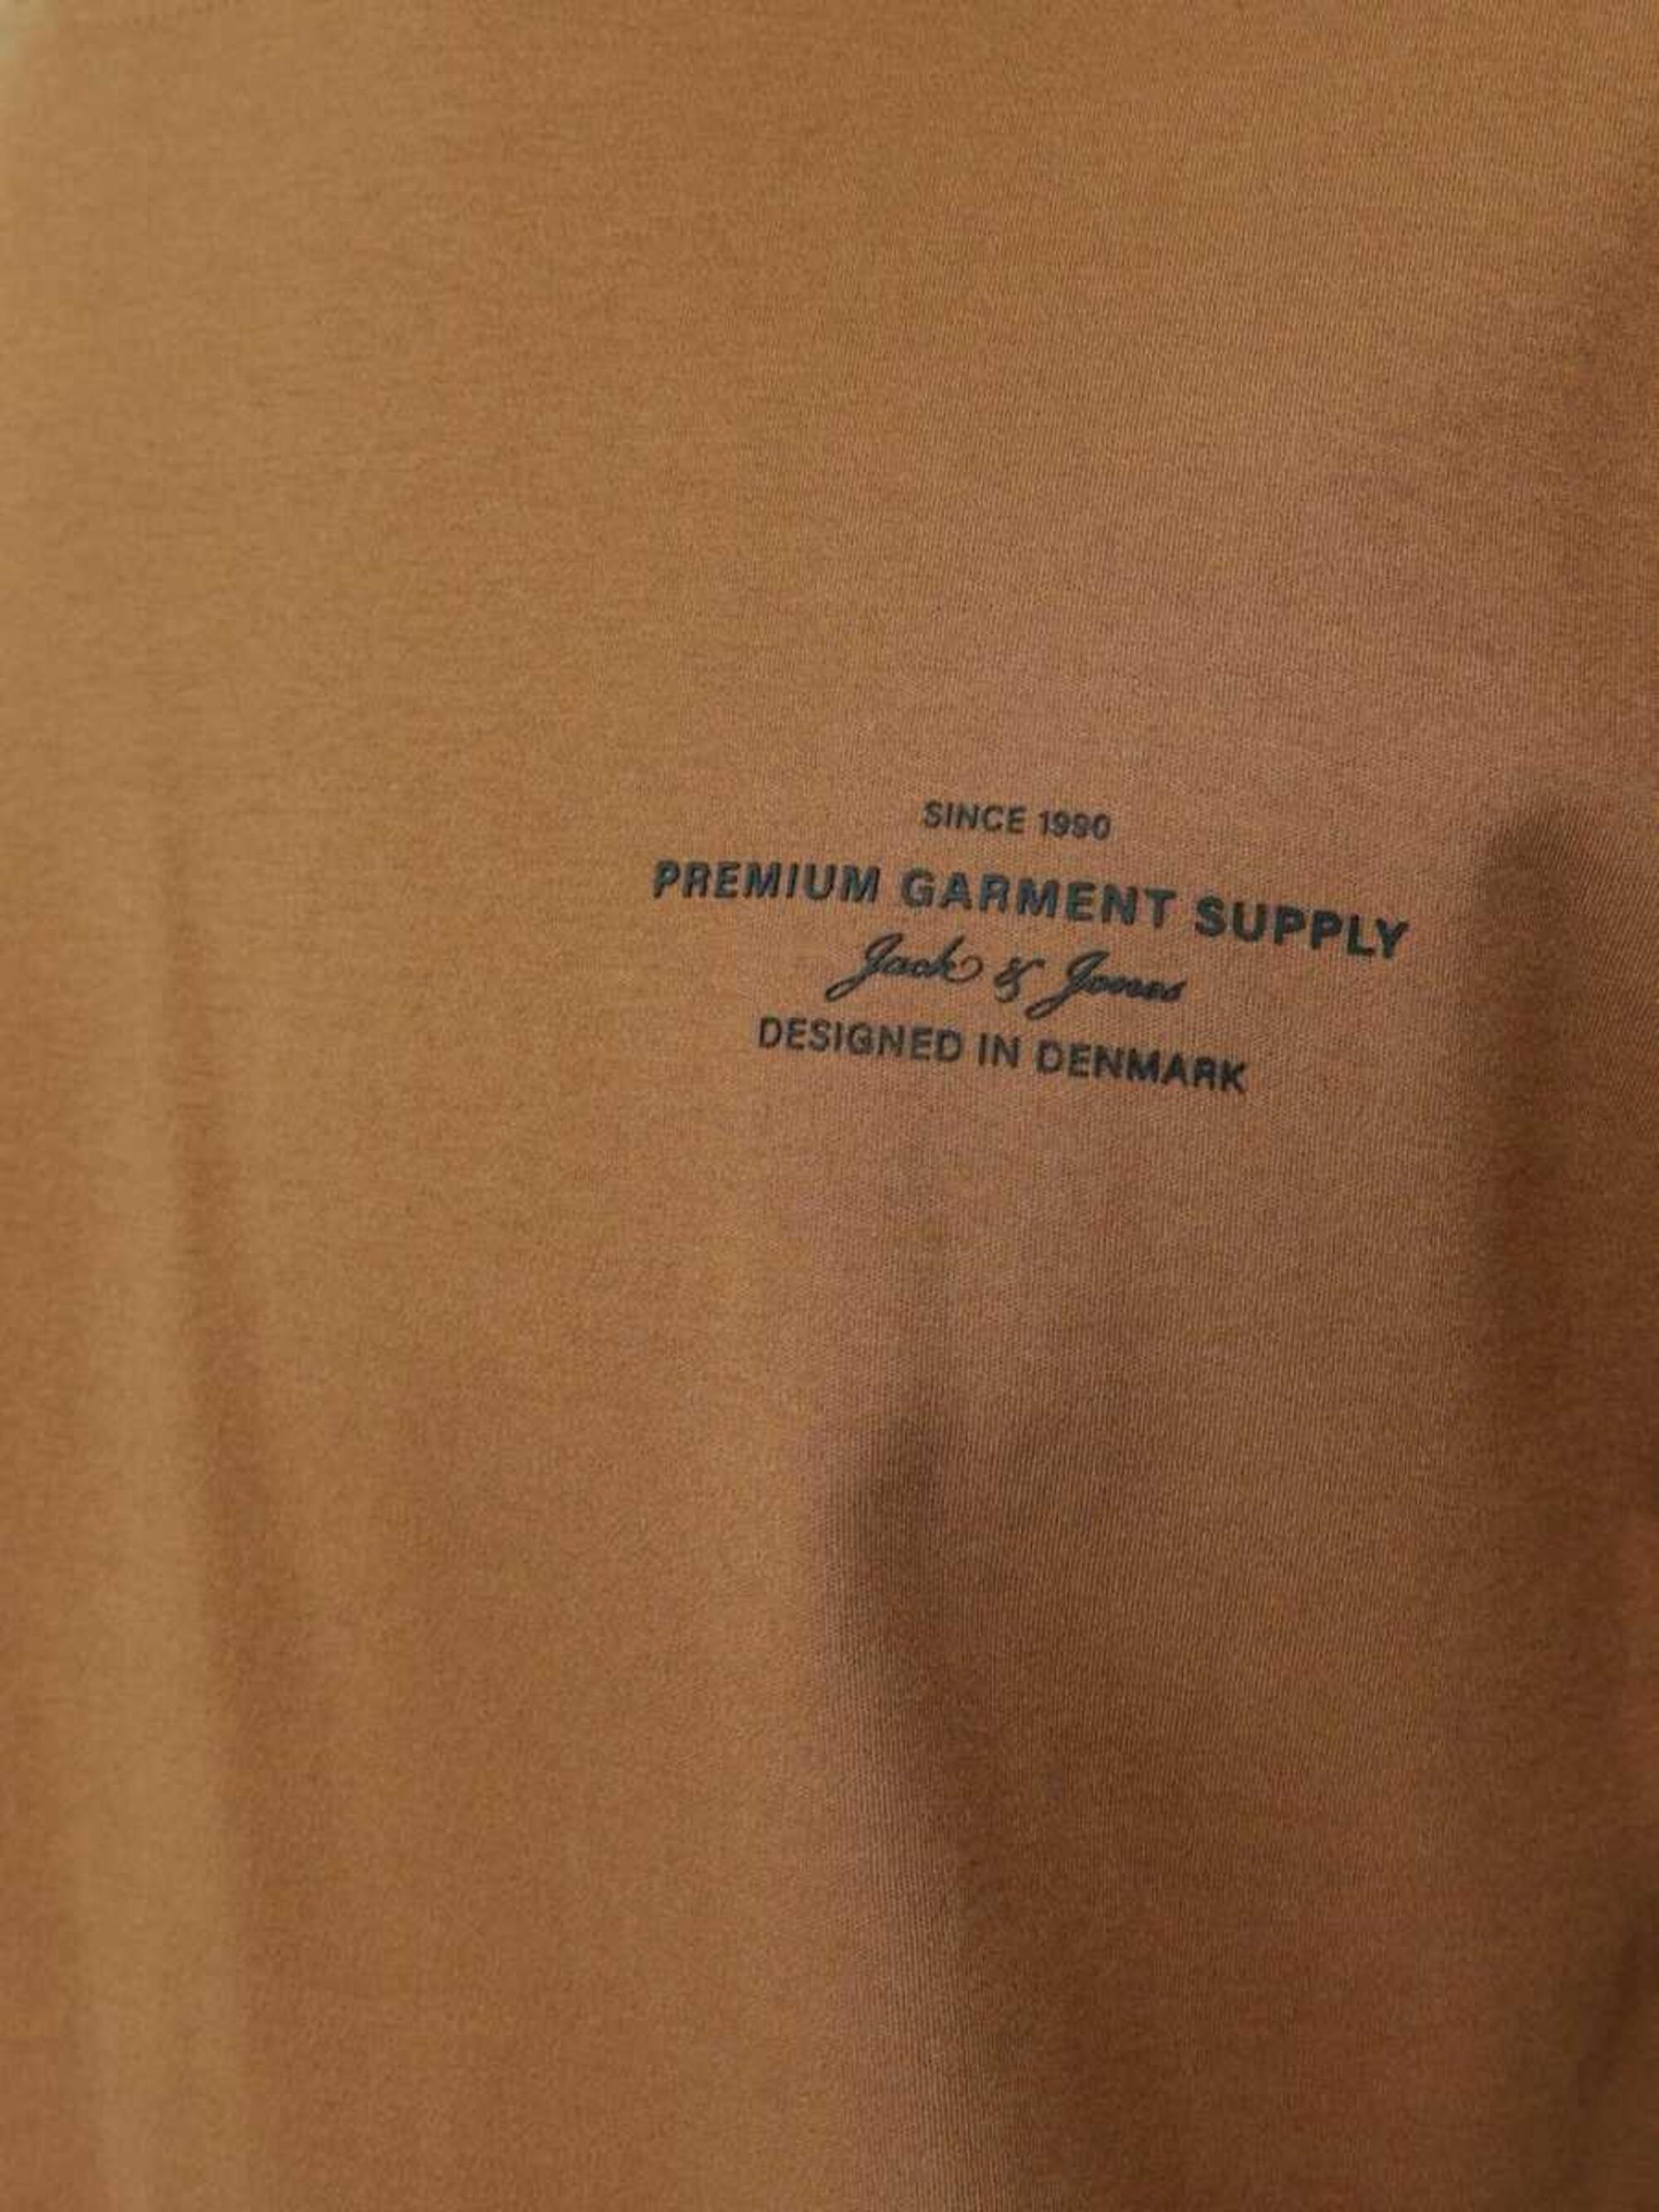 SINCE 1990
PREMIUM GARMENT SUPPLY
Jack & Jones
DESIGNED IN DENMARK